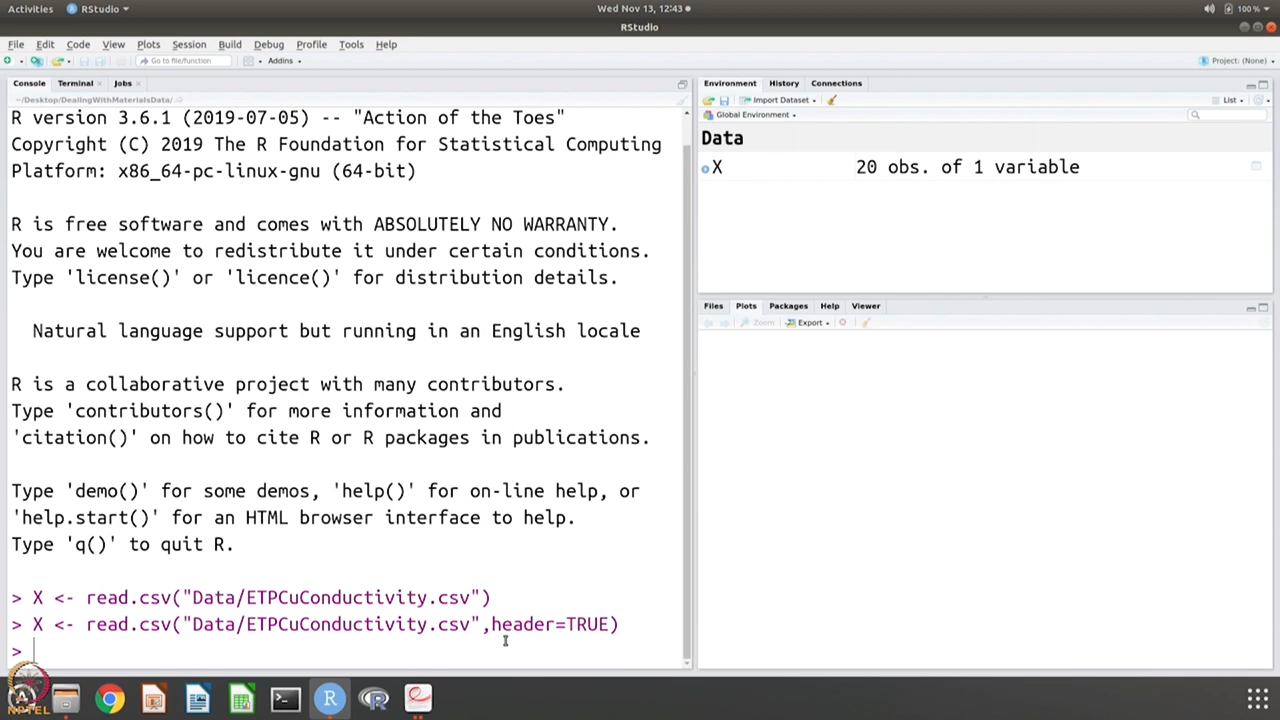 Activities RStudio Wed Nov 13, 12:43 100 %
RStudio
File Edit Code View Plots Session Build Debug Profile Tools Help
Go to file/function Addins Project: (None)
Console Terminal Jobs
~/Desktop/DealingWithMaterialsData/
R version 3.6.1 (2019-07-05) -- "Action of the Toes"
Copyright (C) 2019 The R Foundation for Statistical Computing
Platform: x86_64-pc-linux-gnu (64-bit)
R is free software and comes with ABSOLUTELY NO WARRANTY.
You are welcome to redistribute it under certain conditions.
Type 'license()' or 'licence()' for distribution details.
Natural language support but running in an English locale
R is a collaborative project with many contributors.
Type 'contributors()' for more information and
'citation()' on how to cite R or R packages in publications.
Type 'demo()' for some demos, 'help()' for on-line help, or
'help.start()' for an HTML browser interface to help.
Type 'q()' to quit R.
> X <- read.csv("Data/ETPCuConductivity.csv")
> X <- read.csv("Data/ETPCuConductivity.csv",header=TRUE)
>
Environment History Connections
Import Dataset List
Global Environment
Data
X 20 obs. of 1 variable
Files Plots Packages Help Viewer
Zoom Export
NPTEL